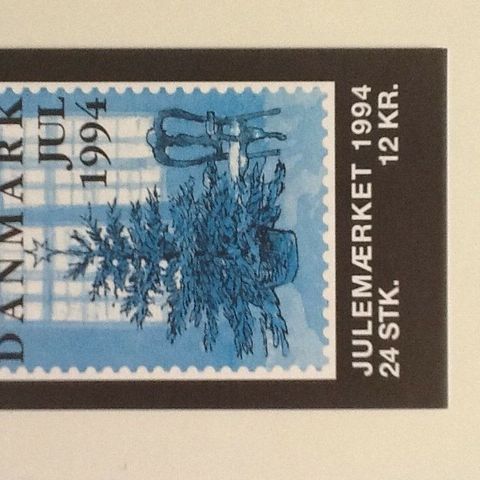 DANMARK
JUL
1994
JULEMÆRKET 1994
24 STK. 12 KR.